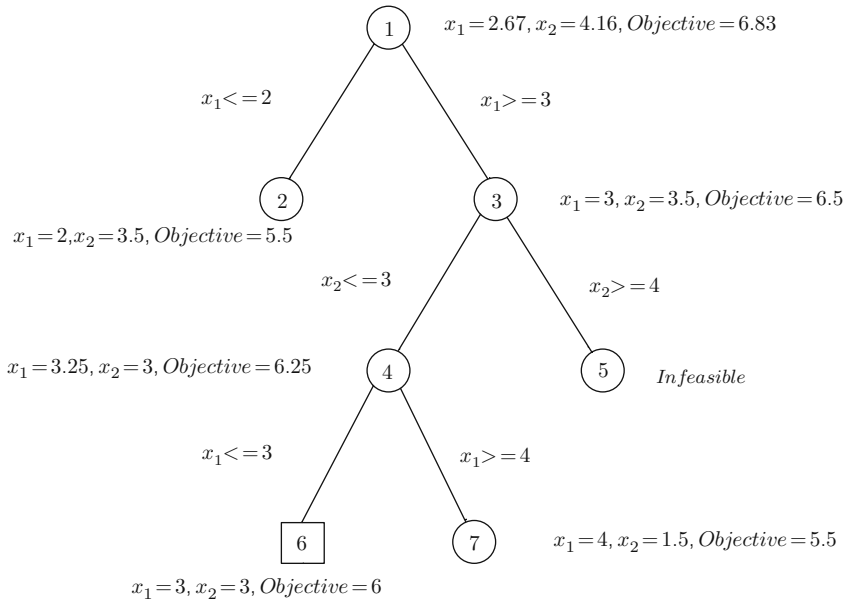 1
x₁=2.67, x₂=4.16, Objective=6.83
x₁<=2
x₁>=3
2
3
x₁=3, x₂=3.5, Objective=6.5
x₁=2,x₂=3.5, Objective=5.5
x₂<=3
x₂>=4
x₁=3.25, x₂=3, Objective=6.25
4
5
Infeasible
x₁<=3
x₁>=4
6
7
x₁=4, x₂=1.5, Objective=5.5
x₁=3, x₂=3, Objective=6